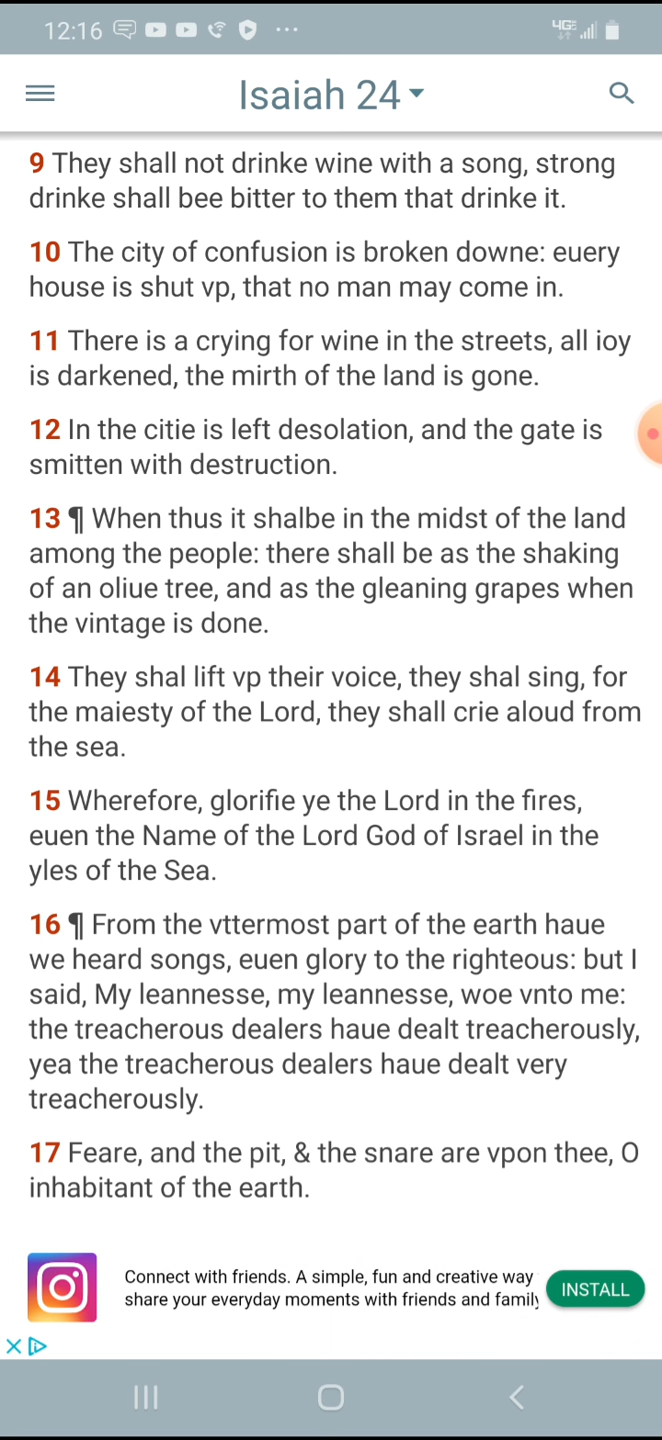 12:16
4GE
Isaiah 24
9 They shall not drinke wine with a song, strong
drinke shall bee bitter to them that drinke it.
10 The city of confusion is broken downe: euery
house is shut vp, that no man may come in.
11 There is a crying for wine in the streets, all ioy
is darkened, the mirth of the land is gone.
12 In the citie is left desolation, and the gate is
smitten with destruction.
13 ¶ When thus it shalbe in the midst of the land
among the people: there shall be as the shaking
of an oliue tree, and as the gleaning grapes when
the vintage is done.
14 They shal lift vp their voice, they shal sing, for
the maiesty of the Lord, they shall crie aloud from
the sea.
15 Wherefore, glorifie ye the Lord in the fires,
euen the Name of the Lord God of Israel in the
yles of the Sea.
16 ¶ From the vttermost part of the earth haue
we heard songs, euen glory to the righteous: but I
said, My leannesse, my leannesse, woe vnto me:
the treacherous dealers haue dealt treacherously,
yea the treacherous dealers haue dealt very
treacherously.
17 Feare, and the pit, & the snare are vpon thee, O
inhabitant of the earth.
Connect with friends. A simple, fun and creative way
share your everyday moments with friends and family
INSTALL